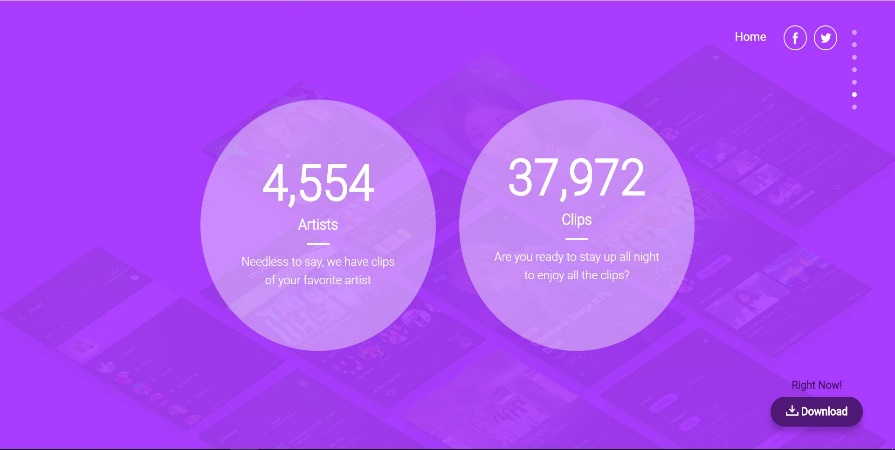 Home
4,554
Artists
Needless to say, we have clips
of your favorite artist
37,972
Clips
Are you ready to stay up all night
to enjoy all the clips?
Right Now!
Download